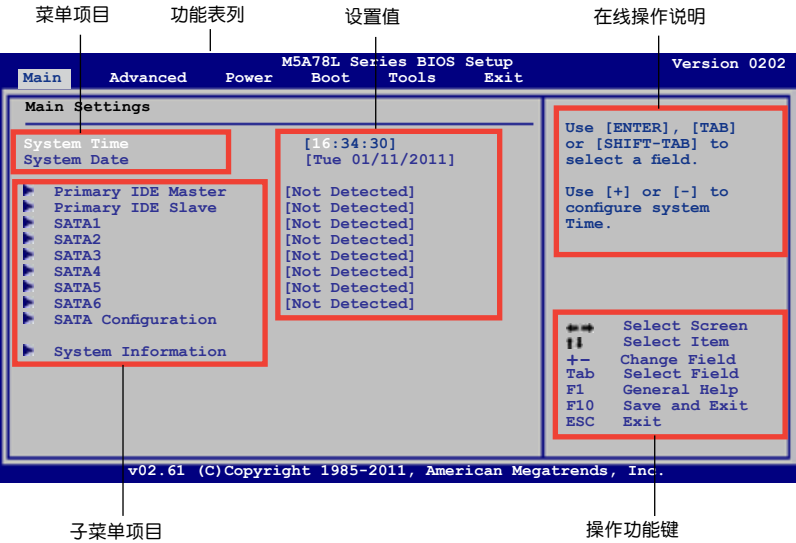 菜单项目 功能表列 设置值 在线操作说明
M5A78L Series BIOS Setup Version 0202
Main Advanced Power Boot Tools Exit
Main Settings
System Time [16:34:30]
System Date [Tue 01/11/2011]
Primary IDE Master [Not Detected]
Primary IDE Slave [Not Detected]
SATA1 [Not Detected]
SATA2 [Not Detected]
SATA3 [Not Detected]
SATA4 [Not Detected]
SATA5 [Not Detected]
SATA6 [Not Detected]
SATA Configuration
System Information
Use [ENTER], [TAB]
or [SHIFT-TAB] to
select a field.
Use [+] or [-] to
configure system
Time.
←→ Select Screen
↑↓ Select Item
+- Change Field
Tab Select Field
F1 General Help
F10 Save and Exit
ESC Exit
v02.61 (C)Copyright 1985-2011, American Megatrends, Inc.
子菜单项目 操作功能键